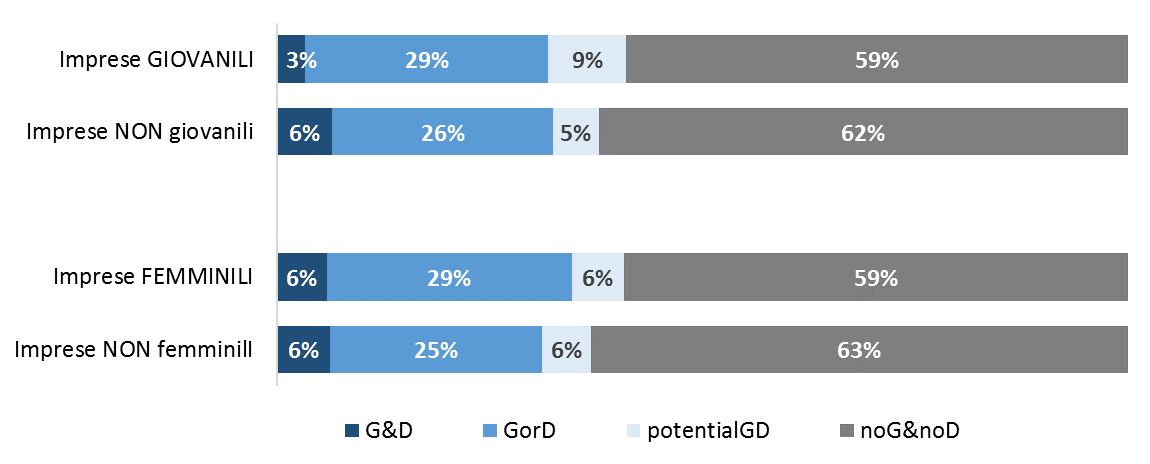 Imprese GIOVANILI 3% 29% 9% 59%
Imprese NON giovanili 6% 26% 5% 62%
Imprese FEMMINILI 6% 29% 6% 59%
Imprese NON femminill 6% 25% 6% 63%
G&D GorD potentialGD noG&noD